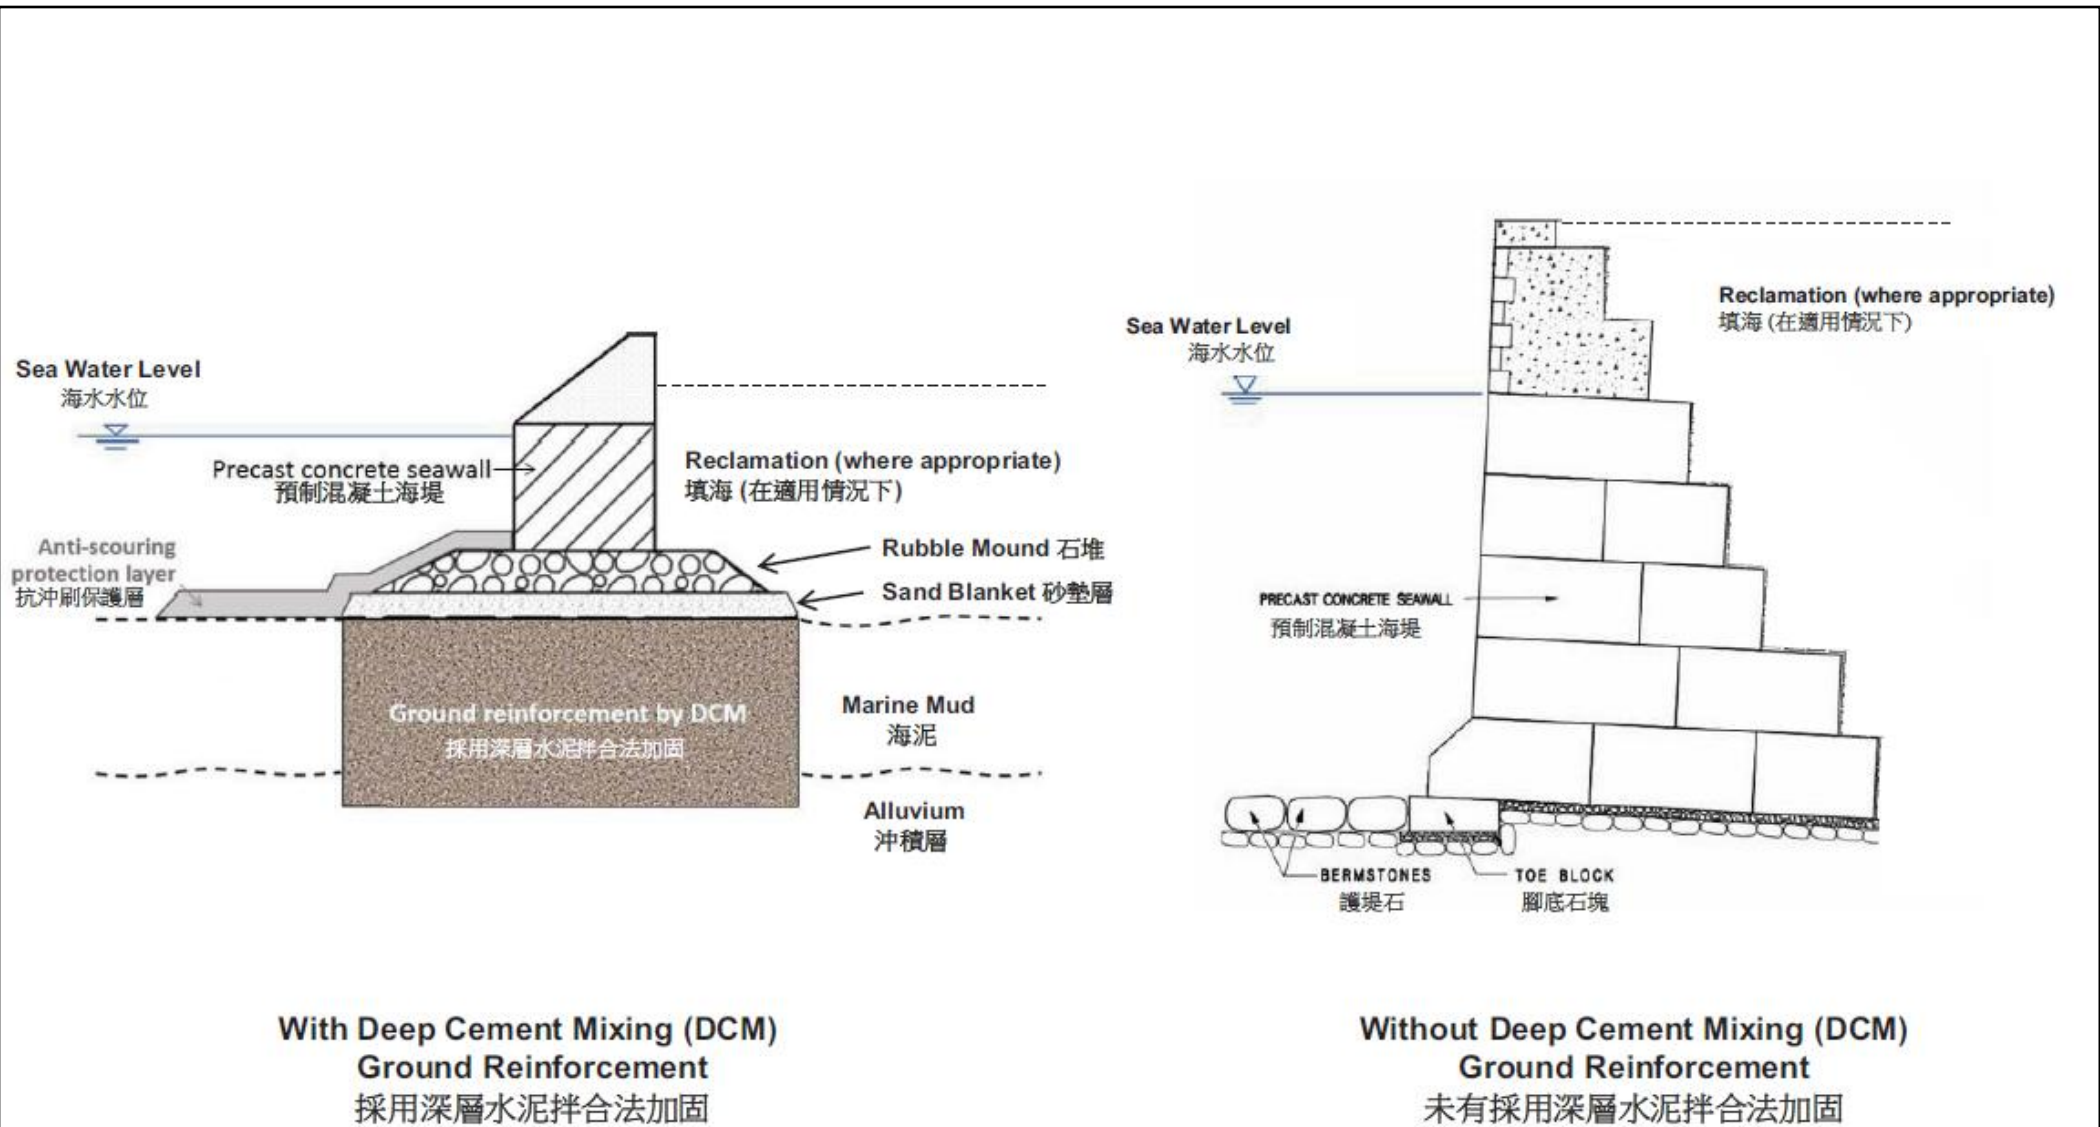 Sea Water Level
海水水位
Precast concrete seawall
預制混凝土海堤
Reclamation (where appropriate)
填海 (在適用情況下)
Anti-scouring
protection layer
抗沖刷保護層
Rubble Mound 石堆
Sand Blanket 砂墊層
Ground reinforcement by DCM
採用深層水泥拌合法加固
Marine Mud
海泥
Alluvium
沖積層
With Deep Cement Mixing (DCM)
Ground Reinforcement
採用深層水泥拌合法加固
Reclamation (where appropriate)
填海 (在適用情況下)
Sea Water Level
海水水位
PRECAST CONCRETE SEAWALL
預制混凝土海堤
BERMSTONES
護堤石
TOE BLOCK
腳底石塊
Without Deep Cement Mixing (DCM)
Ground Reinforcement
未有採用深層水泥拌合法加固